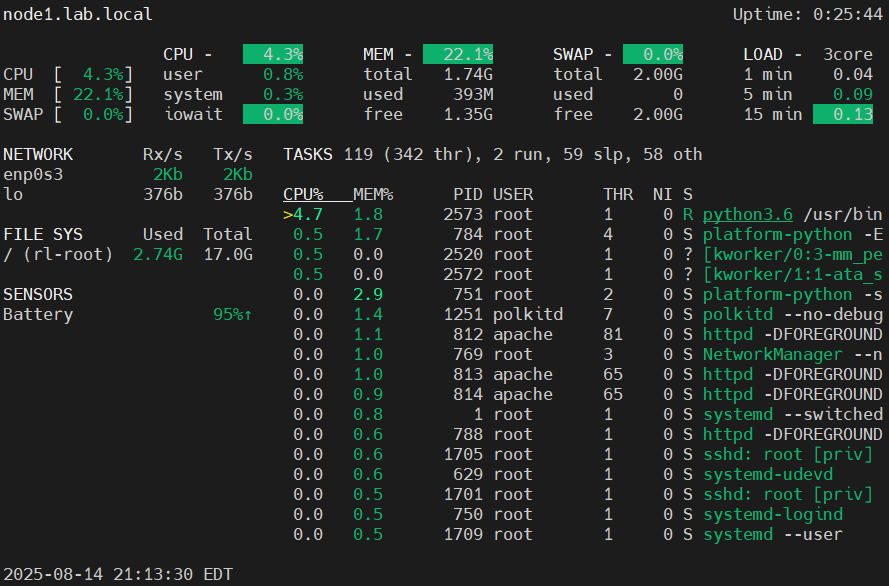 node1.lab.local Uptime: 0:25:44
CPU - 4.3% MEM - 22.1% SWAP - 0.0% LOAD - 3core
CPU [ 4.3%] user 0.8% total 1.74G total 2.00G 1 min 0.04
MEM [ 22.1%] system 0.3% used 393M used 0 5 min 0.09
SWAP [ 0.0%] iowait 0.0% free 1.35G free 2.00G 15 min 0.13
NETWORK Rx/s Tx/s TASKS 119 (342 thr), 2 run, 59 slp, 58 oth
enp0s3 2Kb 2Kb
lo 376b 376b CPU% MEM% PID USER THR NI S
>4.7 1.8 2573 root 1 0 R python3.6 /usr/bin
FILE SYS Used Total 0.5 1.7 784 root 4 0 S platform-python -E
/ (rl-root) 2.74G 17.0G 0.5 0.0 2520 root 1 0 ? [kworker/0:3-mm_pe
0.5 0.0 2572 root 1 0 ? [kworker/1:1-ata_s
SENSORS 0.0 2.9 751 root 2 0 S platform-python -s
Battery 95%↑ 0.0 1.4 1251 polkitd 7 0 S polkitd --no-debug
0.0 1.1 812 apache 81 0 S httpd -DFOREGROUND
0.0 1.0 769 root 3 0 S NetworkManager --n
0.0 1.0 813 apache 65 0 S httpd -DFOREGROUND
0.0 0.9 814 apache 65 0 S httpd -DFOREGROUND
0.0 0.8 1 root 1 0 S systemd --switched
0.0 0.6 788 root 1 0 S httpd -DFOREGROUND
0.0 0.6 1705 root 1 0 S sshd: root [priv]
0.0 0.6 629 root 1 0 S systemd-udevd
0.0 0.5 1701 root 1 0 S sshd: root [priv]
0.0 0.5 750 root 1 0 S systemd-logind
0.0 0.5 1709 root 1 0 S systemd --user
2025-08-14 21:13:30 EDT